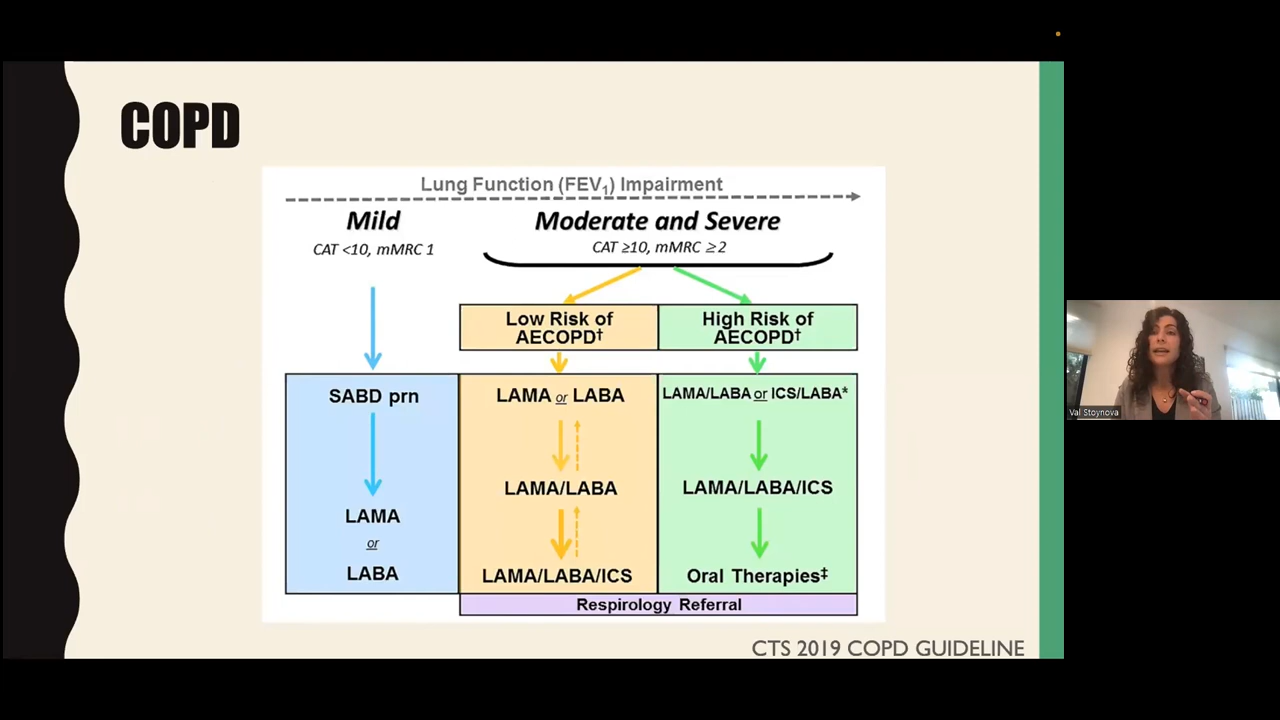 COPD
Lung Function (FEV1) Impairment
Mild
CAT <10, mMRC 1
Moderate and Severe
CAT ≥10, mMRC ≥2
Low Risk of
AECOPD†
High Risk of
AECOPD†
SABD prn
LAMA
or
LABA
LAMA or LABA
LAMA/LABA
LAMA/LABA/ICS
LAMA/LABA or ICS/LABA*
LAMA/LABA/ICS
Oral Therapies‡
Respirology Referral
CTS 2019 COPD GUIDELINE
Val Stoynova